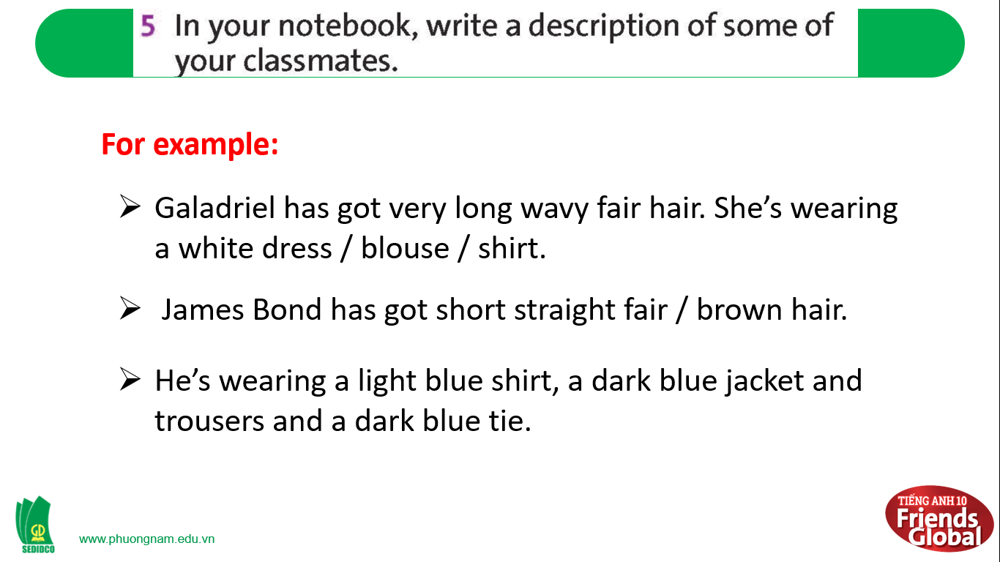 5 In your notebook, write a description of some of
your classmates.
For example:
➢ Galadriel has got very long wavy fair hair. She’s wearing
a white dress / blouse / shirt.
➢ James Bond has got short straight fair / brown hair.
➢ He’s wearing a light blue shirt, a dark blue jacket and
trousers and a dark blue tie.
GD
SEDIDCO
www.phuongnam.edu.vn
TIẾNG ANH 10
Friends
Global